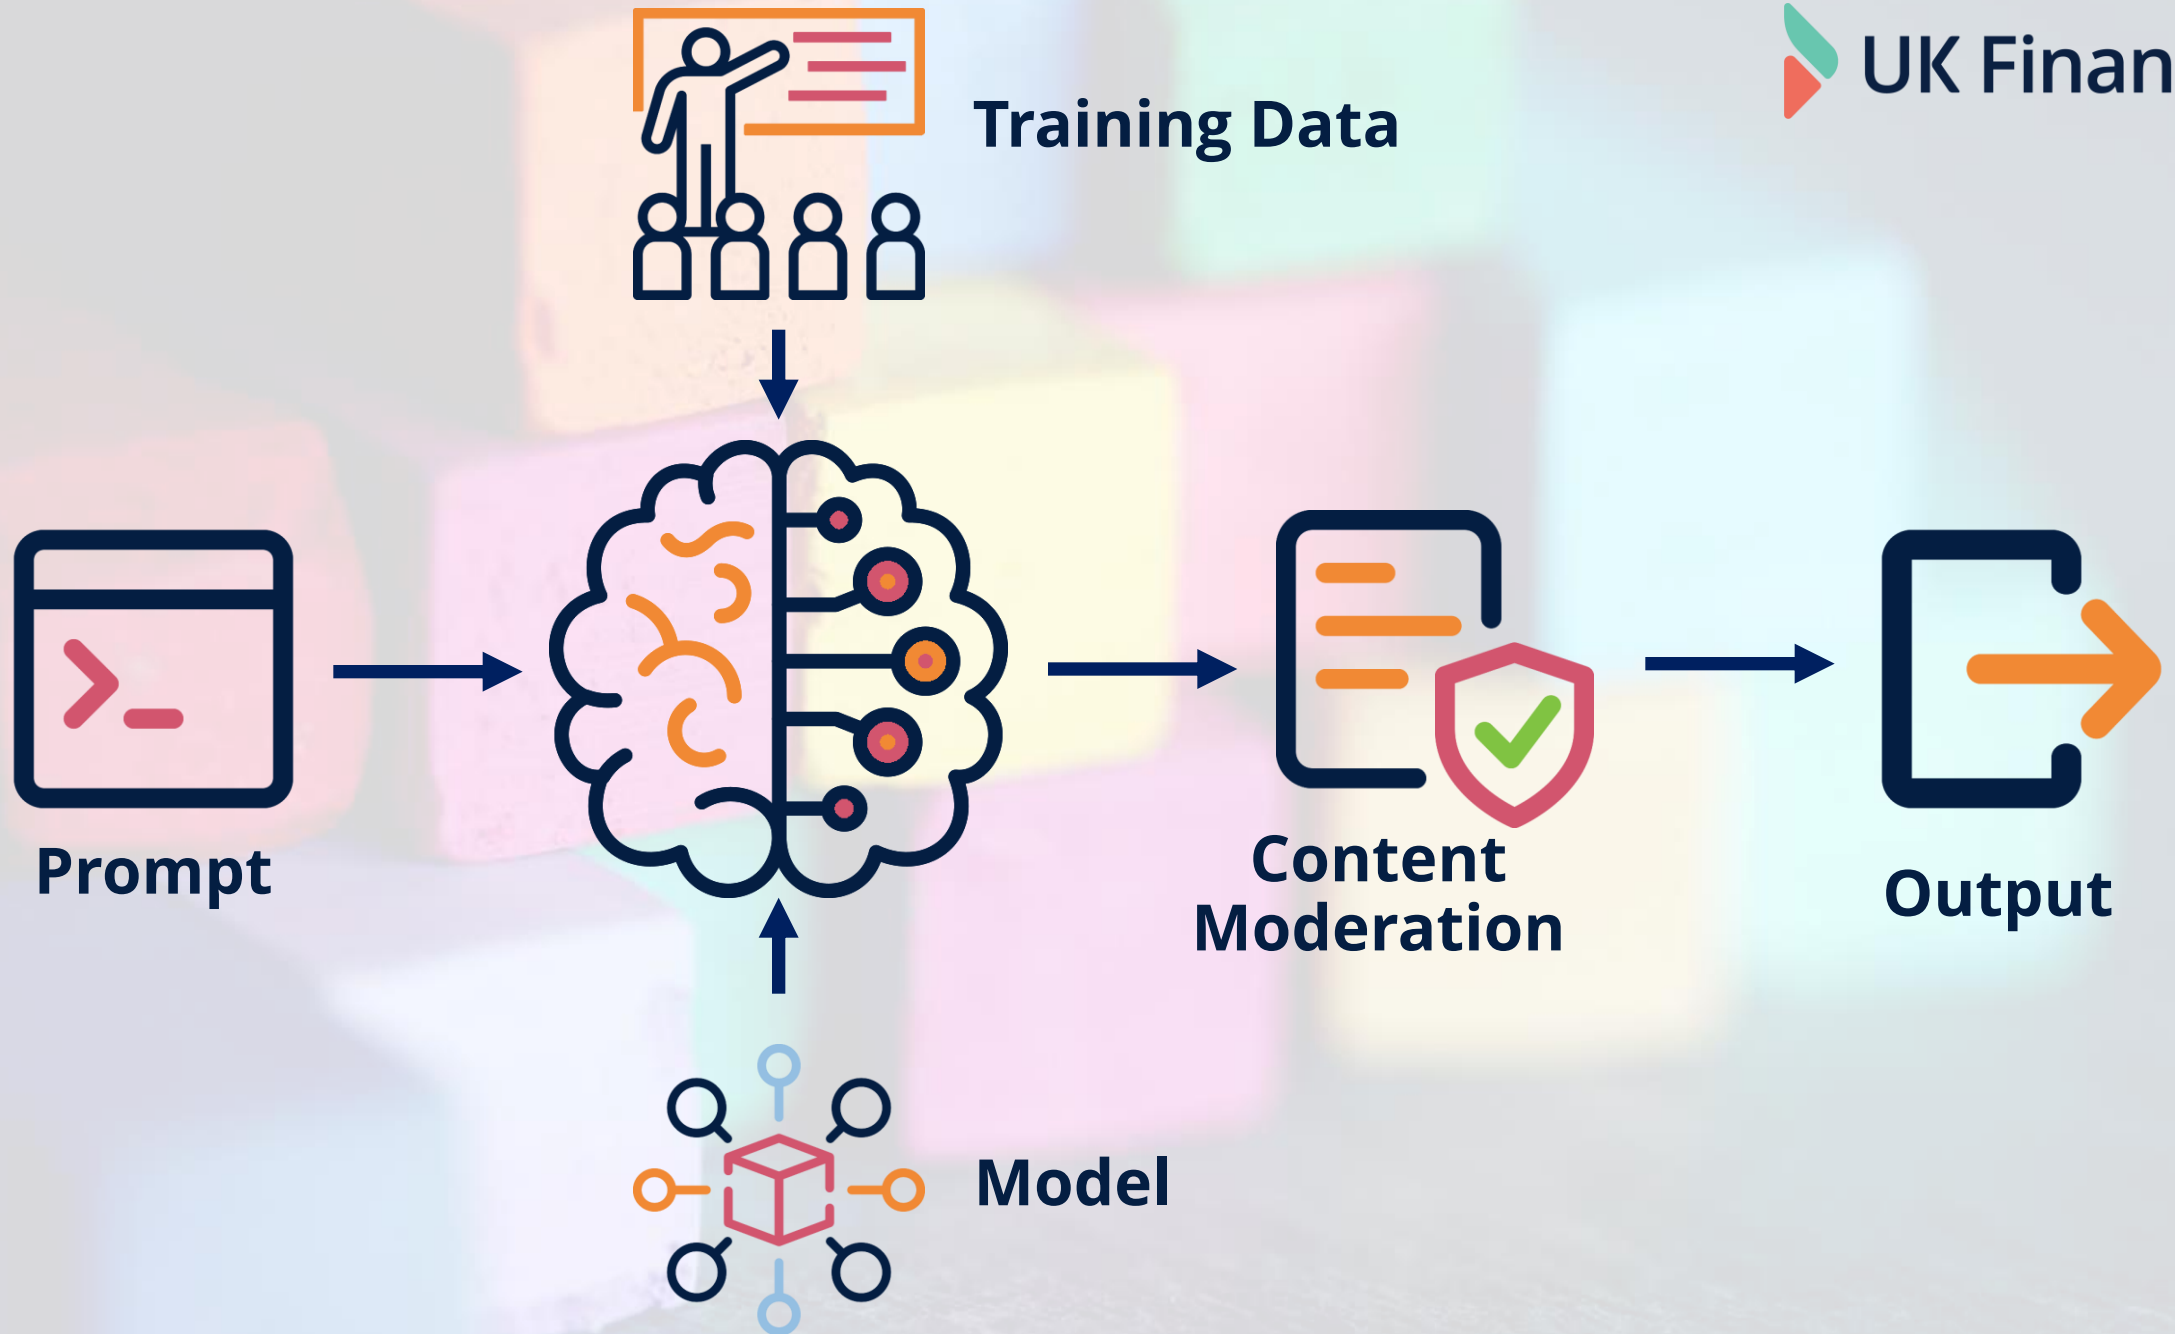 UK Finan
Training Data
Prompt
Content
Moderation
Output
Model